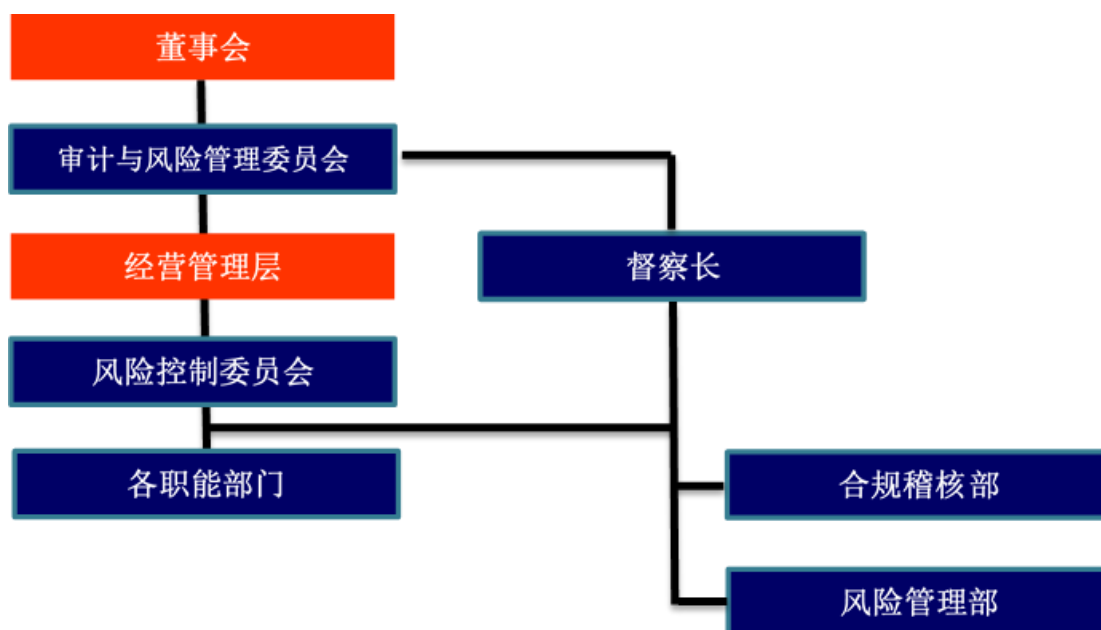 董事会
审计与风险管理委员会
经营管理层
督察长
风险控制委员会
各职能部门
合规稽核部
风险管理部